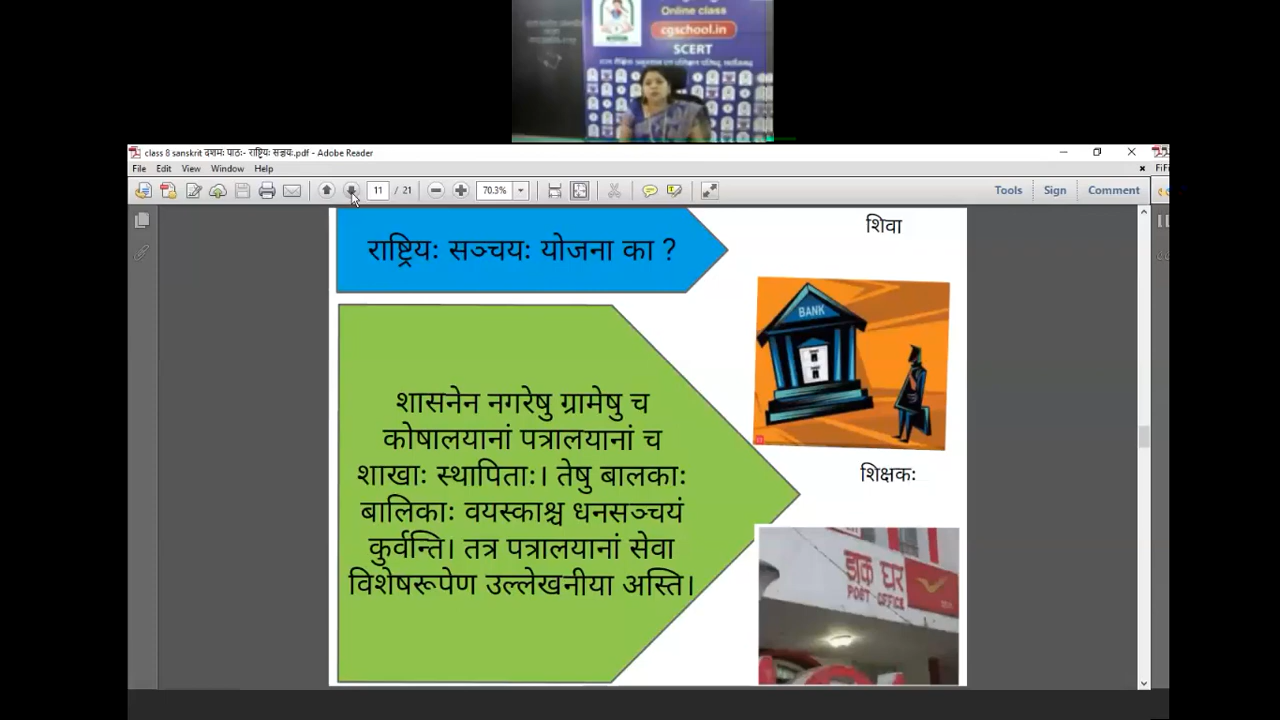 Online class
cgschool.in
SCERT
class 8 sanskrit दशमः पाठः- राष्ट्रियः सञ्चयः.pdf - Adobe Reader
File Edit View Window Help
11 / 21 70.3% Tools Sign Comment
राष्ट्रियः सञ्चयः योजना का ?
शिवा
BANK
शासनेन नगरेषु ग्रामेषु च
कोषालयानां पत्रालयानां च
शाखाः स्थापिताः। तेषु बालकाः
बालिकाः वयस्काश्च धनसञ्चयं
कुर्वन्ति। तत्र पत्रालयानां सेवा
विशेषरूपेण उल्लेखनीया अस्ति।
शिक्षकः
डाक घर
POST OFFICE